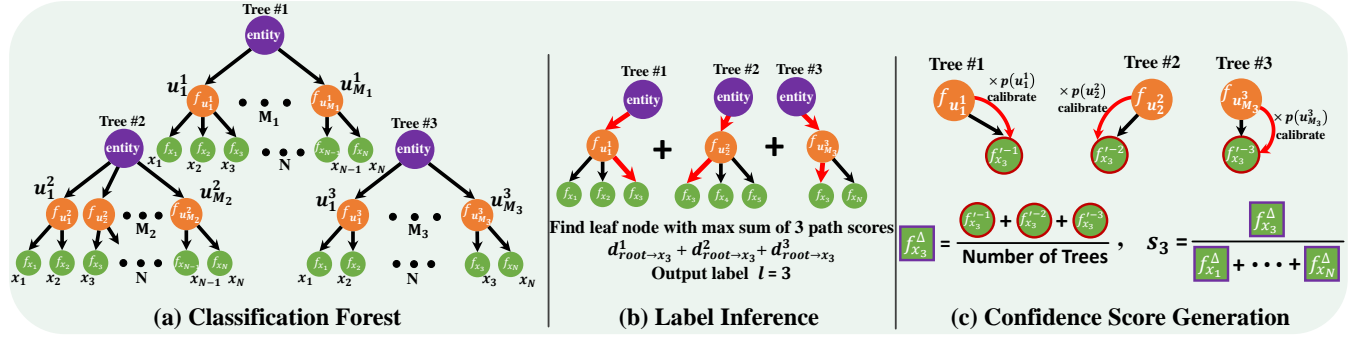 Tree #1
entity
u_1^1
u_{M_1}^1
f_{u_1^1}
• • •
M_1
f_{u_{M_1}^1}
f_{x_1} f_{x_2} f_{x_3} • • • f_{x_{N-1}} f_{x_N}
x_1 x_2 x_3 N x_{N-1} x_N
Tree #2
entity
u_1^2
u_{M_2}^2
f_{u_1^2} f_{u_2^2} • • • f_{u_{M_2}^2}
M_2
f_{x_1} f_{x_2} f_{x_3} • • • f_{x_{N-1}} f_{x_N}
x_1 x_2 x_3 N x_{N-1} x_N
Tree #3
entity
u_1^3
u_{M_3}^3
f_{u_1^3} • • • f_{u_{M_3}^3}
M_3
f_{x_1} f_{x_2} • • • f_{x_3} f_{x_N}
x_1 x_2 N x_3 x_N
(a) Classification Forest
Tree #1 Tree #2 Tree #3
entity entity entity
f_{u_1^1} + f_{u_2^2} + f_{u_{M_3}^3}
f_{x_1} f_{x_2} f_{x_3} f_{x_3} f_{x_4} f_{x_5} f_{x_3} f_{x_N}
Find leaf node with max sum of 3 path scores
d^1_{root→x_3} + d^2_{root→x_3} + d^3_{root→x_3}
Output label l = 3
(b) Label Inference
Tree #1 Tree #2 Tree #3
f_{u_1^1} × p(u_1^1) calibrate
× p(u_2^2) calibrate f_{u_2^2}
f_{u_{M_3}^3} × p(u_{M_3}^3) calibrate
f_{x_3}^{′−1} f_{x_3}^{′−2} f_{x_3}^{′−3}
f_{x_3}^{′−1} + f_{x_3}^{′−2} + f_{x_3}^{′−3}
f_{x_3}^Δ =
Number of Trees
,
s_3 =
f_{x_3}^Δ
f_{x_1}^Δ + • • • + f_{x_N}^Δ
(c) Confidence Score Generation